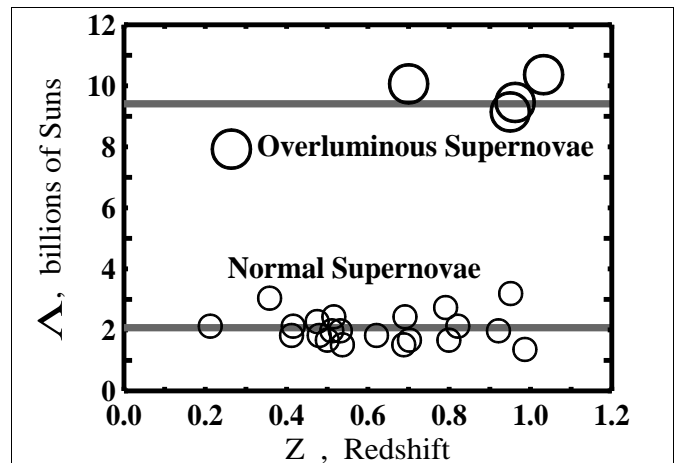 12
10
8
6
4
2
0
Λ, billions of Suns
Overluminous Supernovae
Normal Supernovae
0.0 0.2 0.4 0.6 0.8 1.0 1.2
Z , Redshift